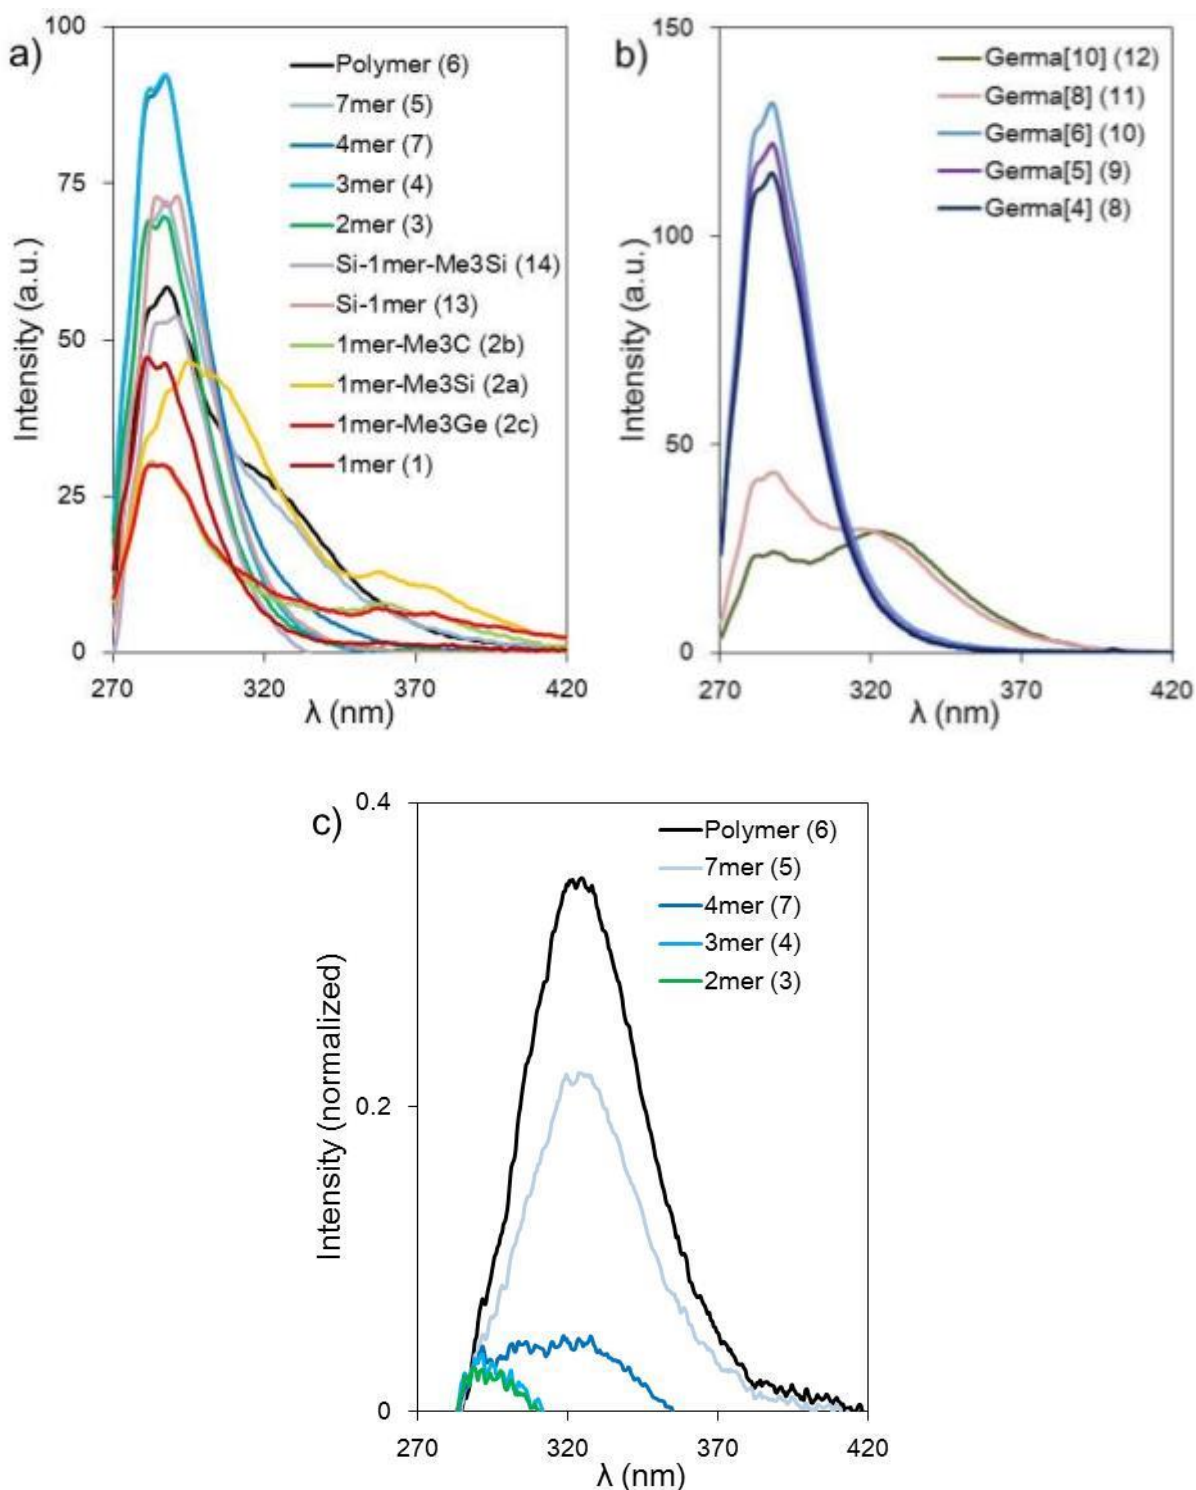 a)
100
75
50
25
0
Intensity (a.u.)
Polymer (6)
7mer (5)
4mer (7)
3mer (4)
2mer (3)
Si-1mer-Me3Si (14)
Si-1mer (13)
1mer-Me3C (2b)
1mer-Me3Si (2a)
1mer-Me3Ge (2c)
1mer (1)
270 320 370 420
λ (nm)
b)
150
100
50
0
Intensity (a.u.)
Germa[10] (12)
Germa[8] (11)
Germa[6] (10)
Germa[5] (9)
Germa[4] (8)
270 320 370 420
λ (nm)
c)
0.4
0.2
0
Intensity (normalized)
Polymer (6)
7mer (5)
4mer (7)
3mer (4)
2mer (3)
270 320 370 420
λ (nm)